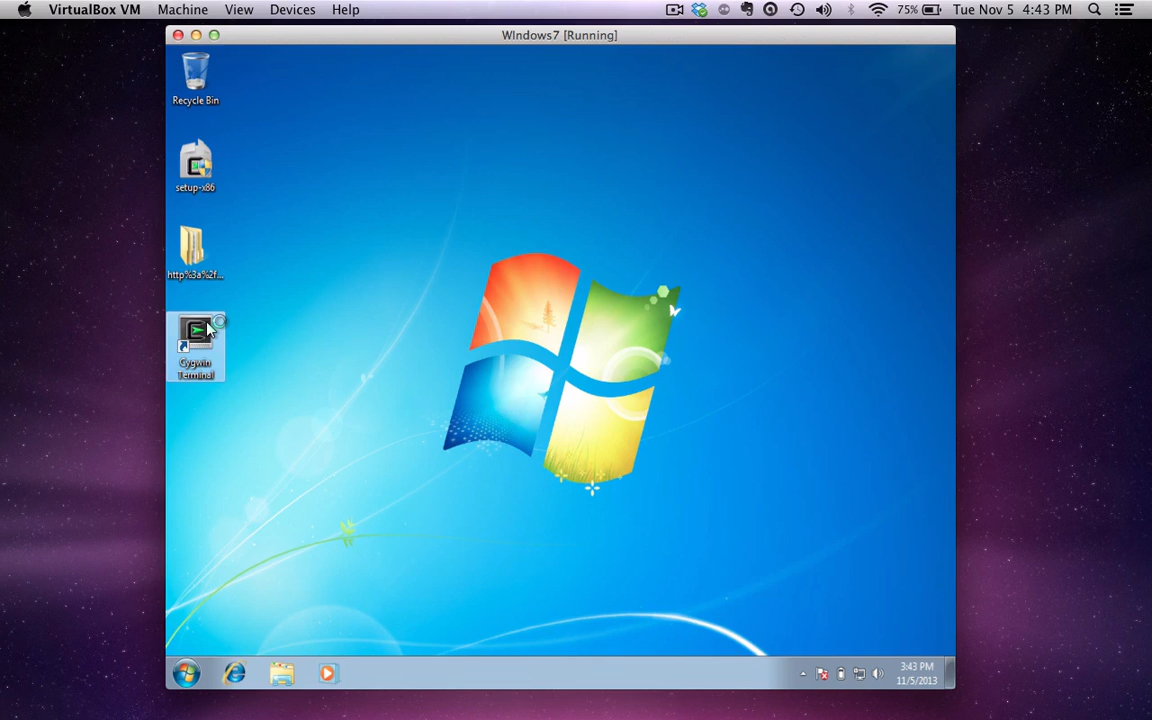 VirtualBox VM Machine View Devices Help 75% Tue Nov 5 4:43 PM
WIndows7 [Running]
Recycle Bin
setup-x86
http%3a%2f...
Cygwin
Terminal
3:43 PM
11/5/2013